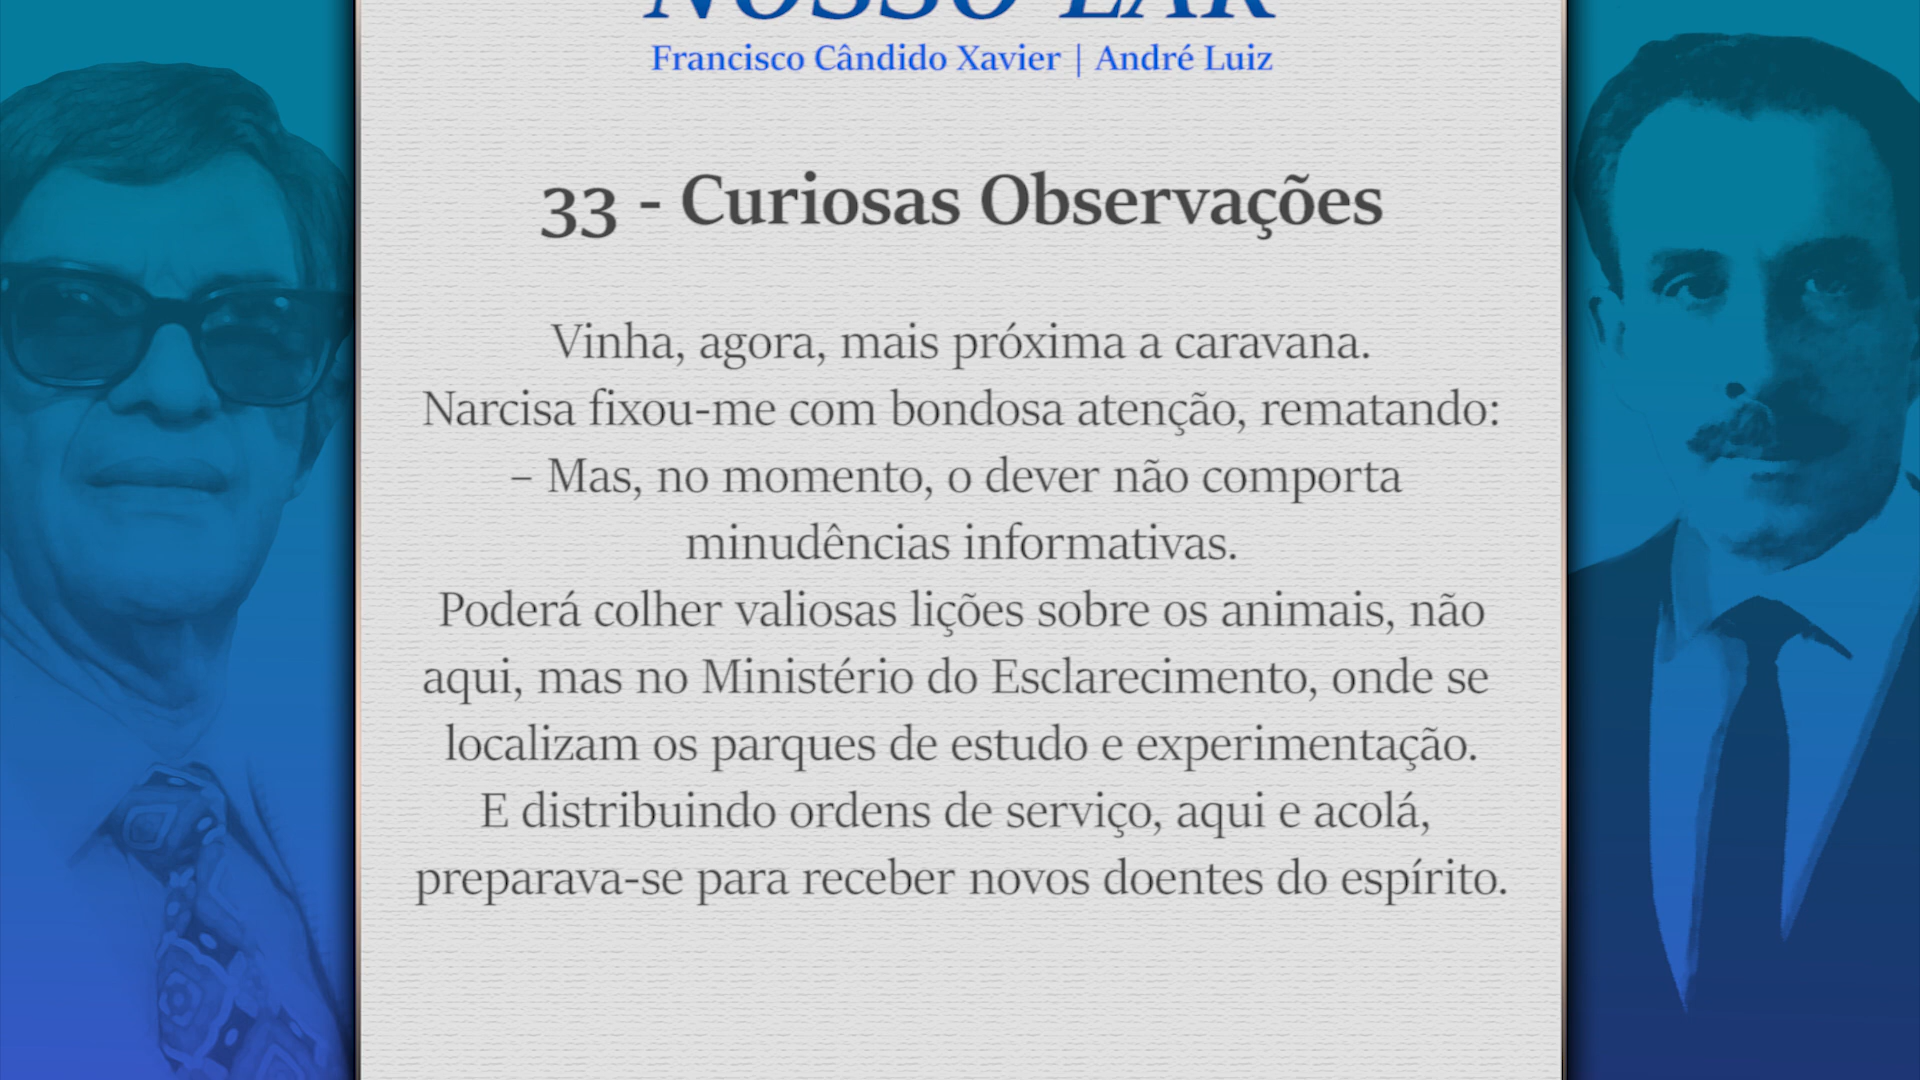 NOSSO LAR
Francisco Cândido Xavier | André Luiz
33 - Curiosas Observações
Vinha, agora, mais próxima a caravana.
Narcisa fixou-me com bondosa atenção, rematando:
– Mas, no momento, o dever não comporta
minudências informativas.
Poderá colher valiosas lições sobre os animais, não
aqui, mas no Ministério do Esclarecimento, onde se
localizam os parques de estudo e experimentação.
E distribuindo ordens de serviço, aqui e acolá,
preparava-se para receber novos doentes do espírito.